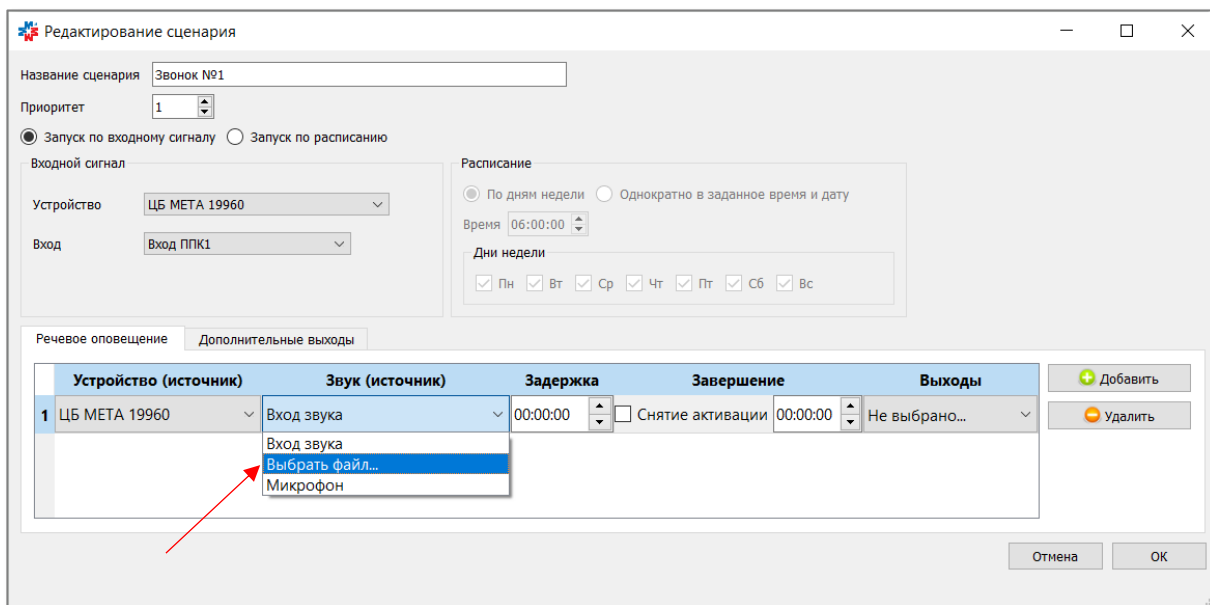 Редактирование сценария
Название сценария Звонок №1
Приоритет 1
Запуск по входному сигналу Запуск по расписанию
Входной сигнал
Устройство ЦБ МЕТА 19960
Вход Вход ППК1
Расписание
По дням недели Однократно в заданное время и дату
Время 06:00:00
Дни недели
Пн Вт Ср Чт Пт Сб Вс
Речевое оповещение Дополнительные выходы
Устройство (источник) Звук (источник) Задержка Завершение Выходы
1 ЦБ МЕТА 19960 Вход звука 00:00:00 Снятие активации 00:00:00 Не выбрано...
Вход звука
Выбрать файл...
Микрофон
Добавить
Удалить
Отмена ОК